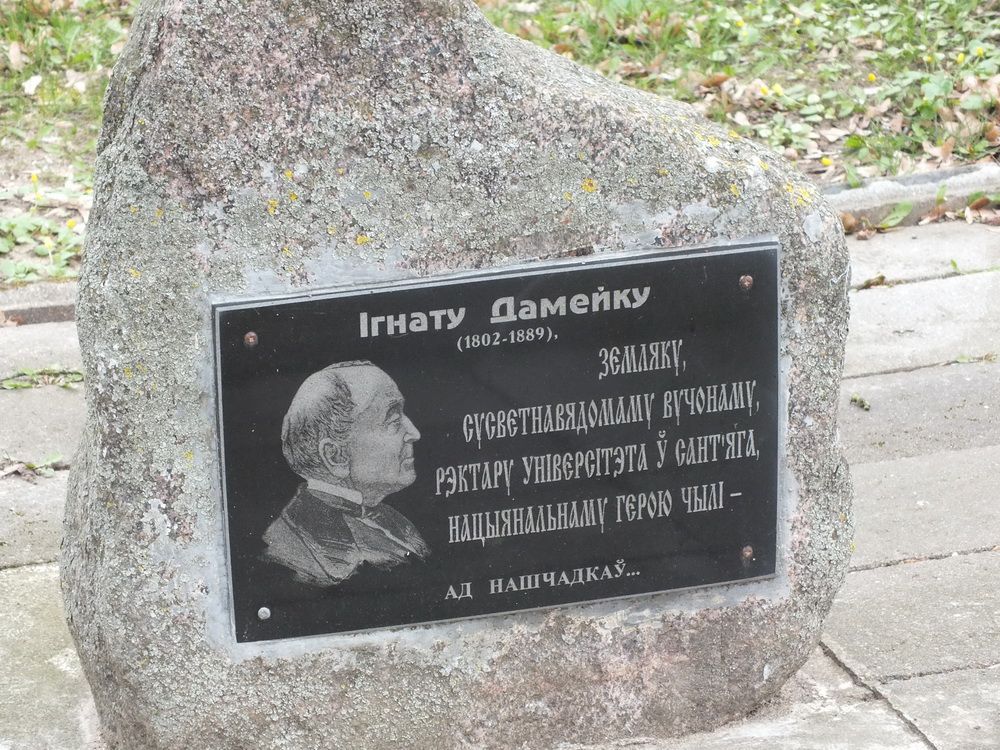 Ігнату Дамейку
(1802-1889),
земляку,
сусветнавядомаму вучонаму,
рэктару універсітэта ў Сант'яга,
нацыянальнаму герою Чылі –
ад нашчадкаў...